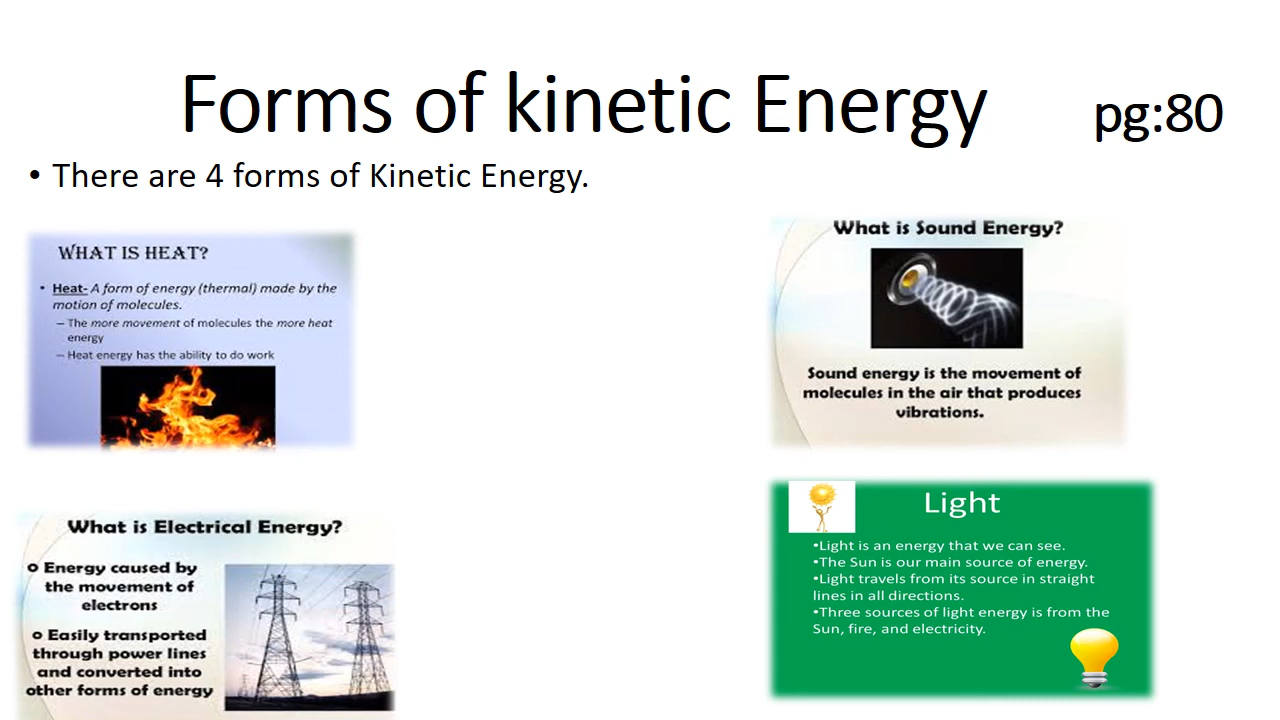 Forms of kinetic Energy pg:80
• There are 4 forms of Kinetic Energy.
WHAT IS HEAT?
• Heat- A form of energy (thermal) made by the
motion of molecules.
– The more movement of molecules the more heat
energy
– Heat energy has the ability to do work
What is Sound Energy?
Sound energy is the movement of
molecules in the air that produces
vibrations.
What is Electrical Energy?
o Energy caused by
the movement of
electrons
o Easily transported
through power lines
and converted into
other forms of energy
Light
•Light is an energy that we can see.
•The Sun is our main source of energy.
•Light travels from its source in straight
lines in all directions.
•Three sources of light energy is from the
Sun, fire, and electricity.